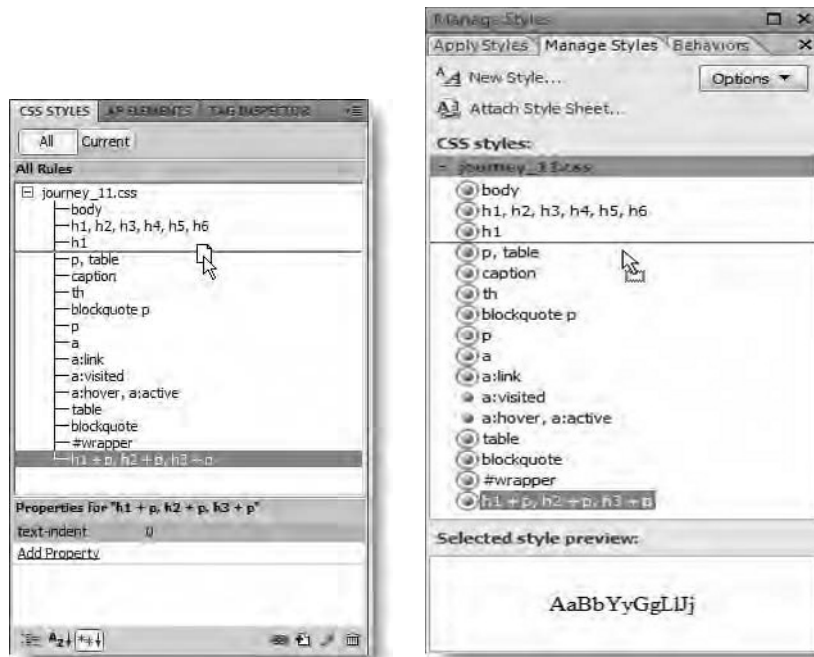 CSS STYLES AP ELEMENTS TAG INSPECTOR
All Current
All Rules
journey_11.css
body
h1, h2, h3, h4, h5, h6
h1
p, table
caption
th
blockquote p
p
a
a:link
a:visited
a:hover, a:active
table
blockquote
#wrapper
h1 + p, h2 + p, h3 + p
Properties for "h1 + p, h2 + p, h3 + p"
text-indent 0
Add Property
Manage Styles
Apply Styles Manage Styles Behaviors
New Style... Options
Attach Style Sheet...
CSS styles:
journey_11.css
body
h1, h2, h3, h4, h5, h6
h1
p, table
caption
th
blockquote p
p
a
a:link
a:visited
a:hover, a:active
table
blockquote
#wrapper
h1 + p, h2 + p, h3 + p
Selected style preview:
AaBbYyGgLlJj